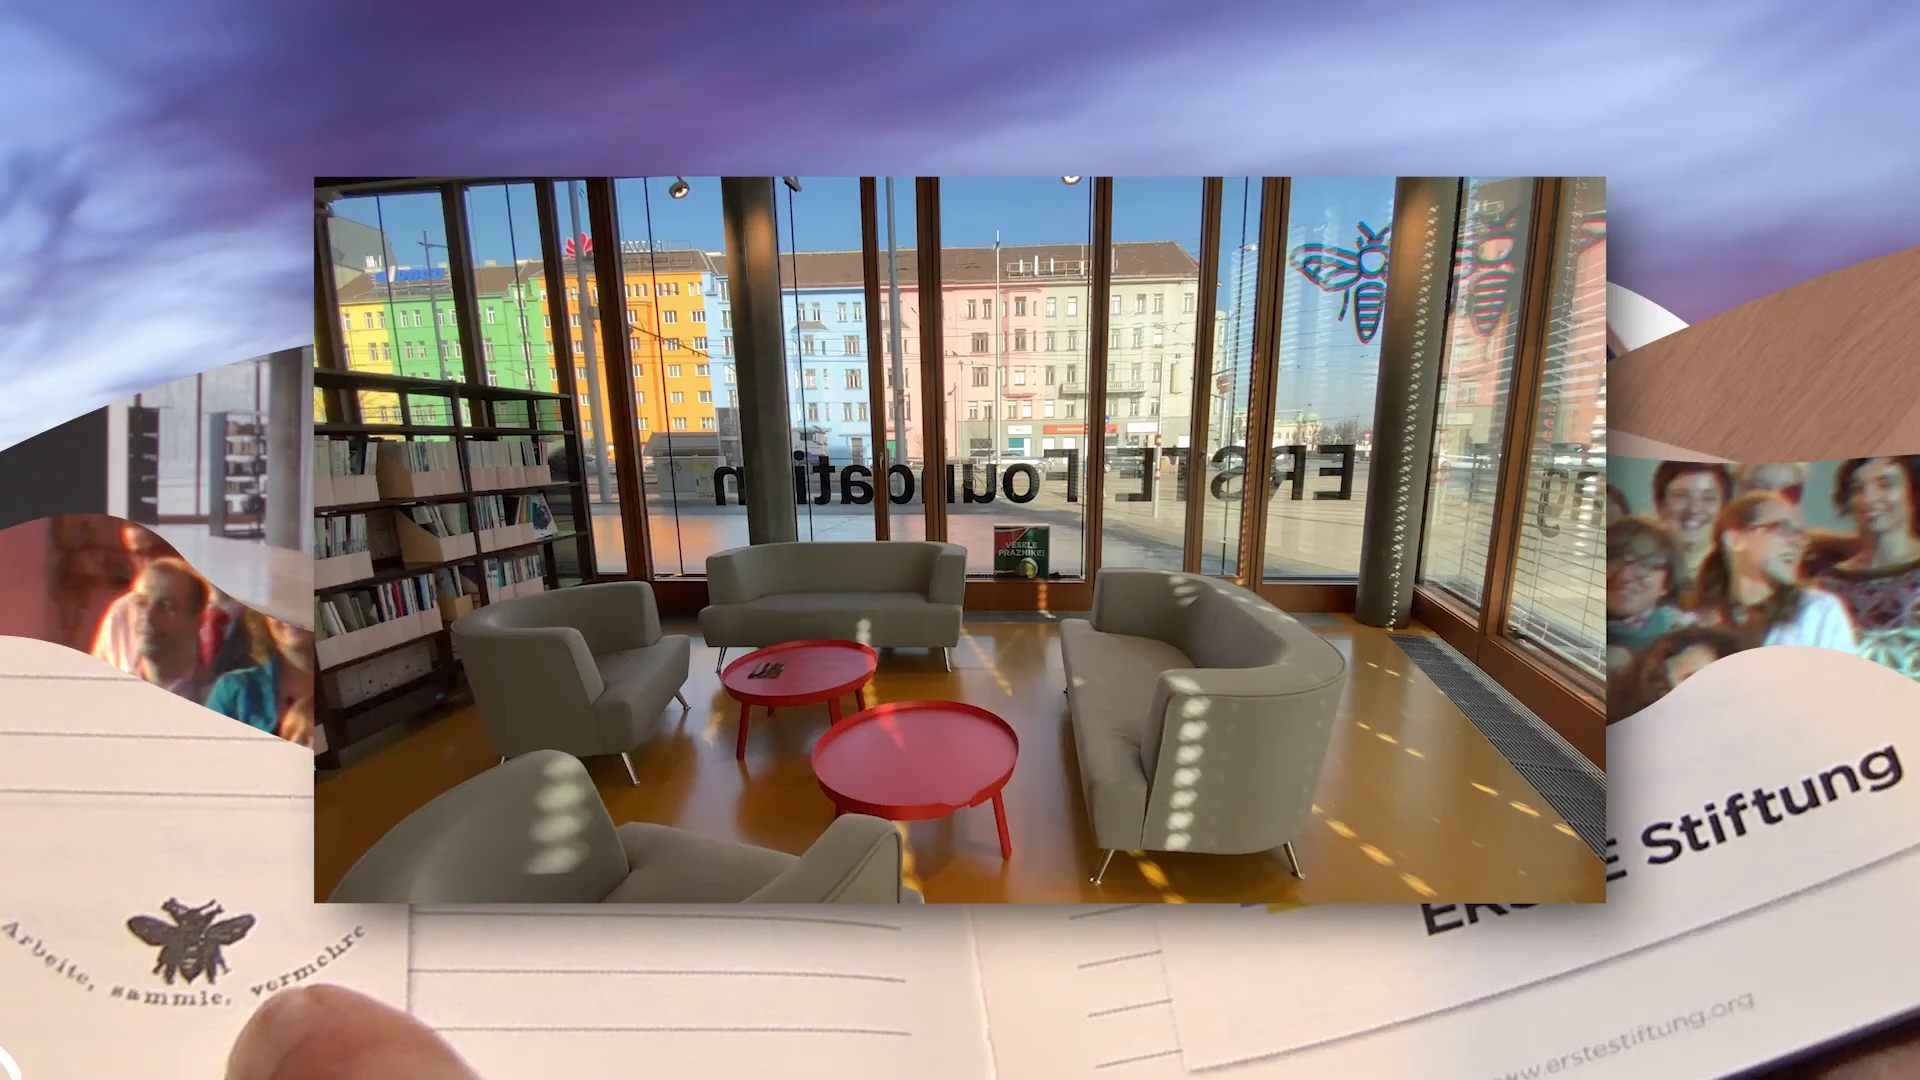 ERSTE Foundation
VESELE
PRAZNIKE!
E Stiftung
Arbeite, sammle, vermehre
www.erstestiftung.org